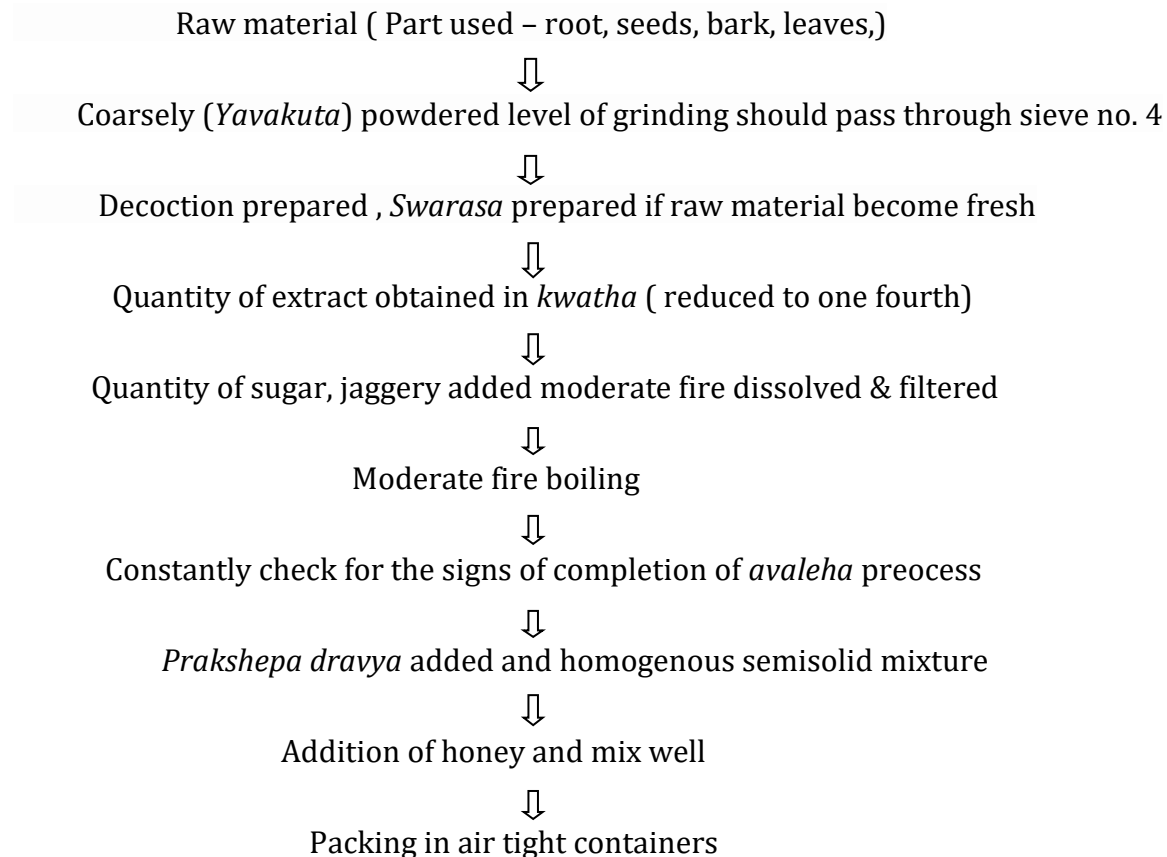 Raw material ( Part used – root, seeds, bark, leaves,)
Coarsely (Yavakuta) powdered level of grinding should pass through sieve no. 4
Decoction prepared , Swarasa prepared if raw material become fresh
Quantity of extract obtained in kwatha ( reduced to one fourth)
Quantity of sugar, jaggery added moderate fire dissolved & filtered
Moderate fire boiling
Constantly check for the signs of completion of avaleha preocess
Prakshepa dravya added and homogenous semisolid mixture
Addition of honey and mix well
Packing in air tight containers